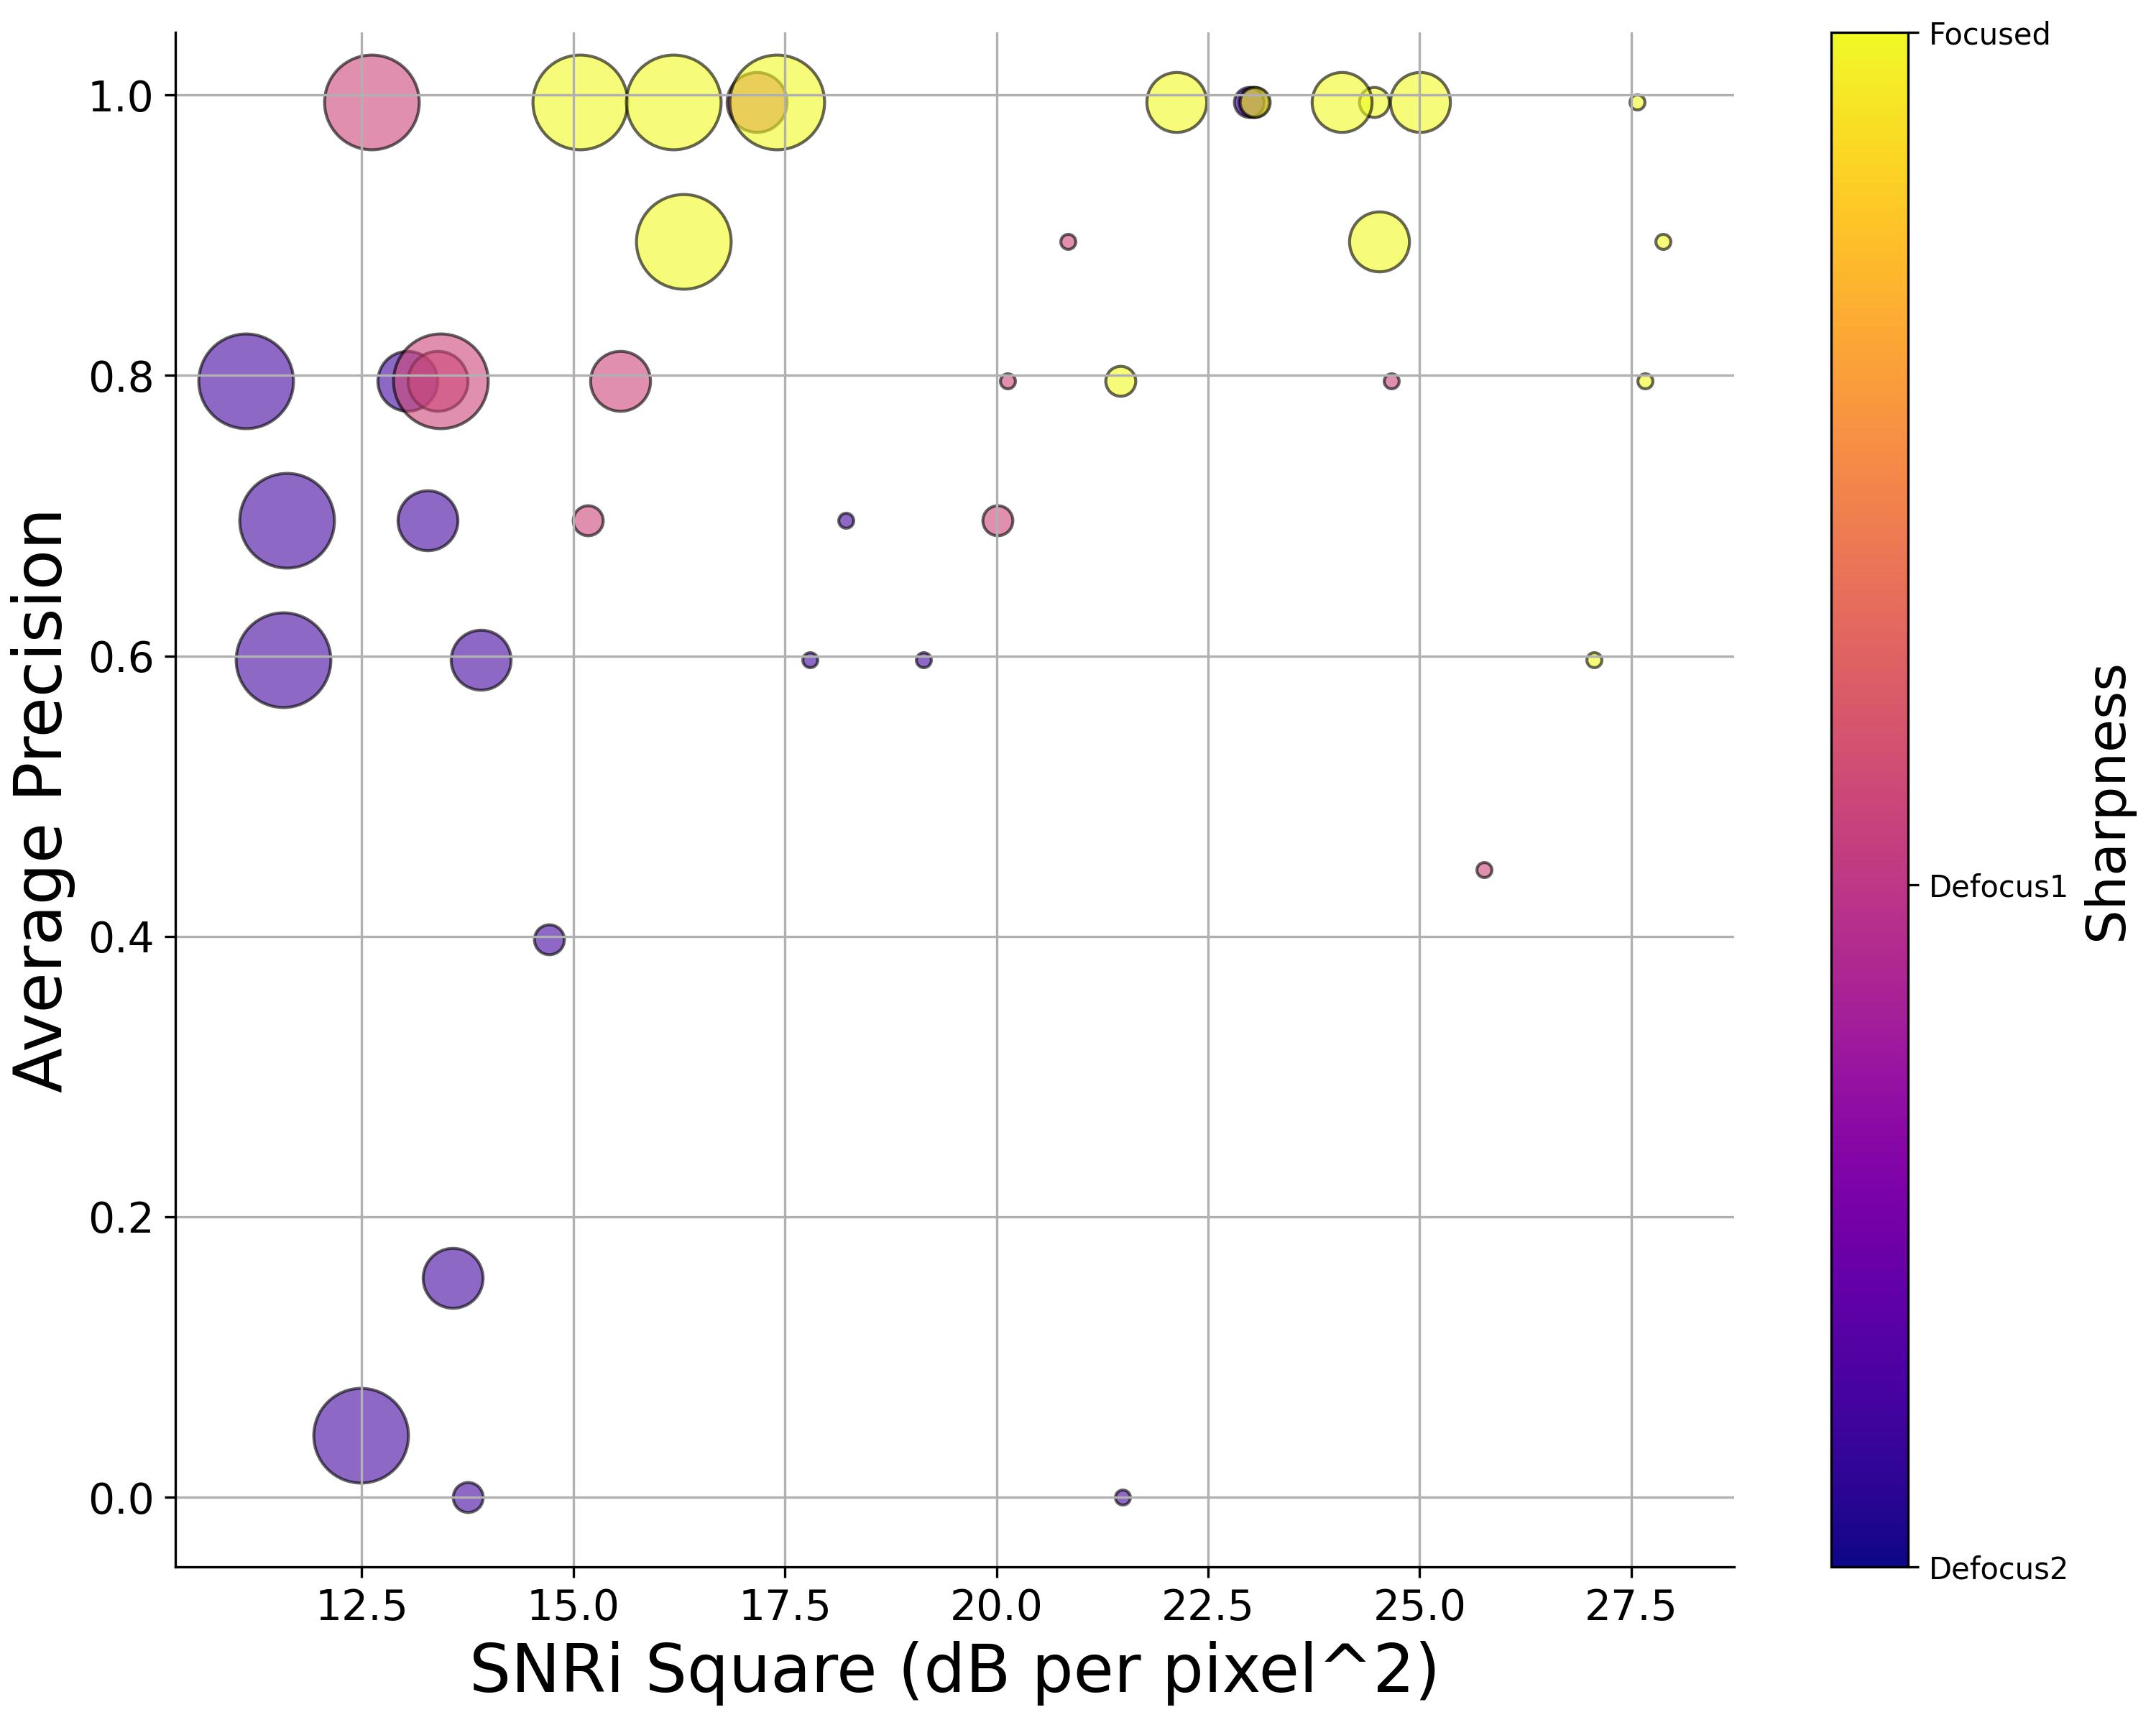 Average Precision
1.0
0.8
0.6
0.4
0.2
0.0
12.5 15.0 17.5 20.0 22.5 25.0 27.5
SNRi Square (dB per pixel^2)
Focused
Defocus1
Defocus2
Sharpness